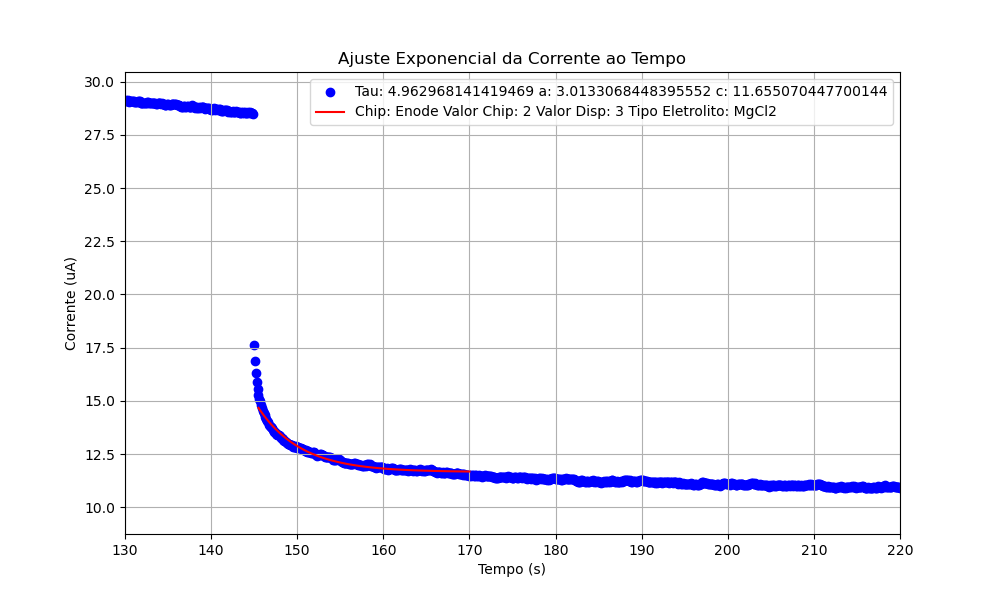 Ajuste Exponencial da Corrente ao Tempo
Tau: 4.962968141419469 a: 3.0133068448395552 c: 11.655070447700144
Chip: Enode Valor Chip: 2 Valor Disp: 3 Tipo Eletrolito: MgCl2
30.0
27.5
25.0
22.5
20.0
17.5
15.0
12.5
10.0
Corrente (uA)
130 140 150 160 170 180 190 200 210 220
Tempo (s)